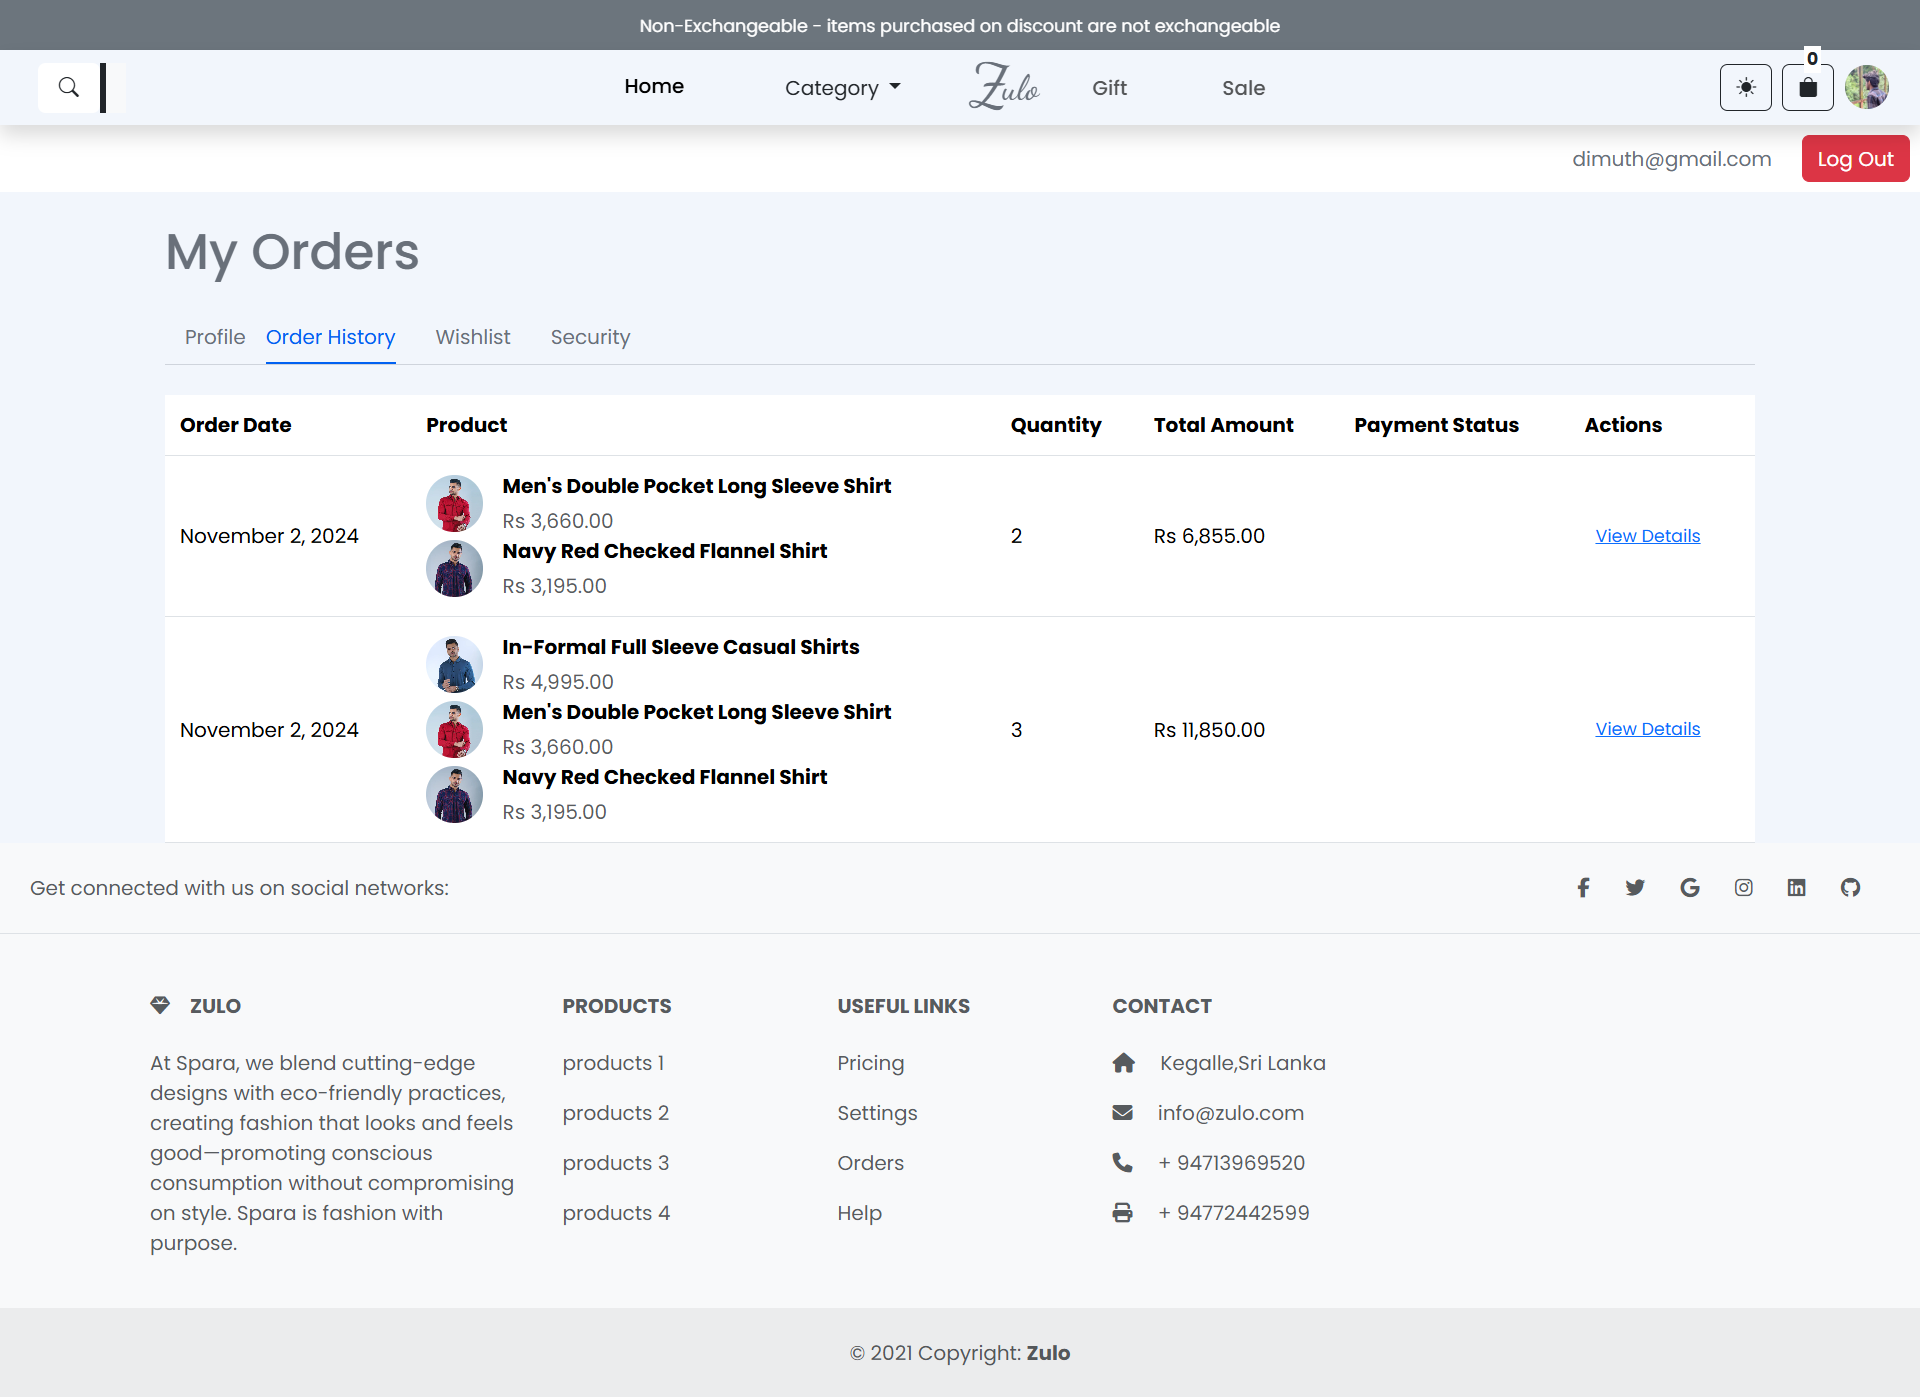 Non-Exchangeable - items purchased on discount are not exchangeable
Home
Category
Zulo
Gift
Sale
0
dimuth@gmail.com
Log Out
My Orders
Profile
Order History
Wishlist
Security
Order Date
Product
Quantity
Total Amount
Payment Status
Actions
November 2, 2024
Men's Double Pocket Long Sleeve Shirt
Rs 3,660.00
Navy Red Checked Flannel Shirt
Rs 3,195.00
2
Rs 6,855.00
View Details
November 2, 2024
In-Formal Full Sleeve Casual Shirts
Rs 4,995.00
Men's Double Pocket Long Sleeve Shirt
Rs 3,660.00
Navy Red Checked Flannel Shirt
Rs 3,195.00
3
Rs 11,850.00
View Details
Get connected with us on social networks:
ZULO
At Spara, we blend cutting-edge
designs with eco-friendly practices,
creating fashion that looks and feels
good—promoting conscious
consumption without compromising
on style. Spara is fashion with
purpose.
PRODUCTS
products 1
products 2
products 3
products 4
USEFUL LINKS
Pricing
Settings
Orders
Help
CONTACT
Kegalle,Sri Lanka
info@zulo.com
+ 94713969520
+ 94772442599
© 2021 Copyright: Zulo